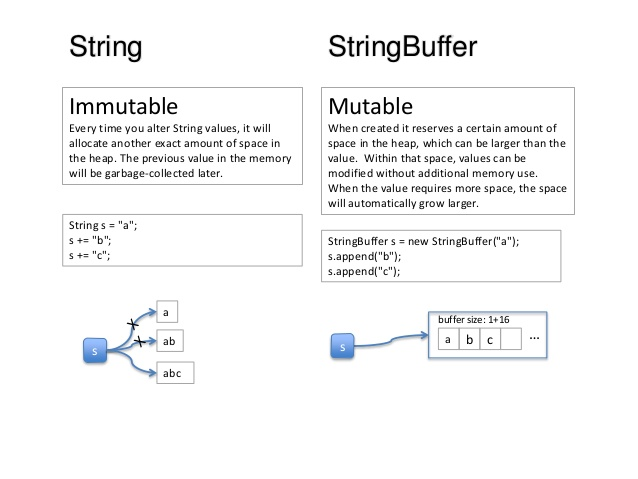 String
Immutable
Every time you alter String values, it will
allocate another exact amount of space in
the heap. The previous value in the memory
will be garbage-collected later.
String s = "a";
s += "b";
s += "c";
s
a
ab
abc
StringBuffer
Mutable
When created it reserves a certain amount of
space in the heap, which can be larger than the
value. Within that space, values can be
modified without additional memory use.
When the value requires more space, the space
will automatically grow larger.
StringBuffer s = new StringBuffer("a");
s.append("b");
s.append("c");
s
buffer size: 1+16
a b c ...